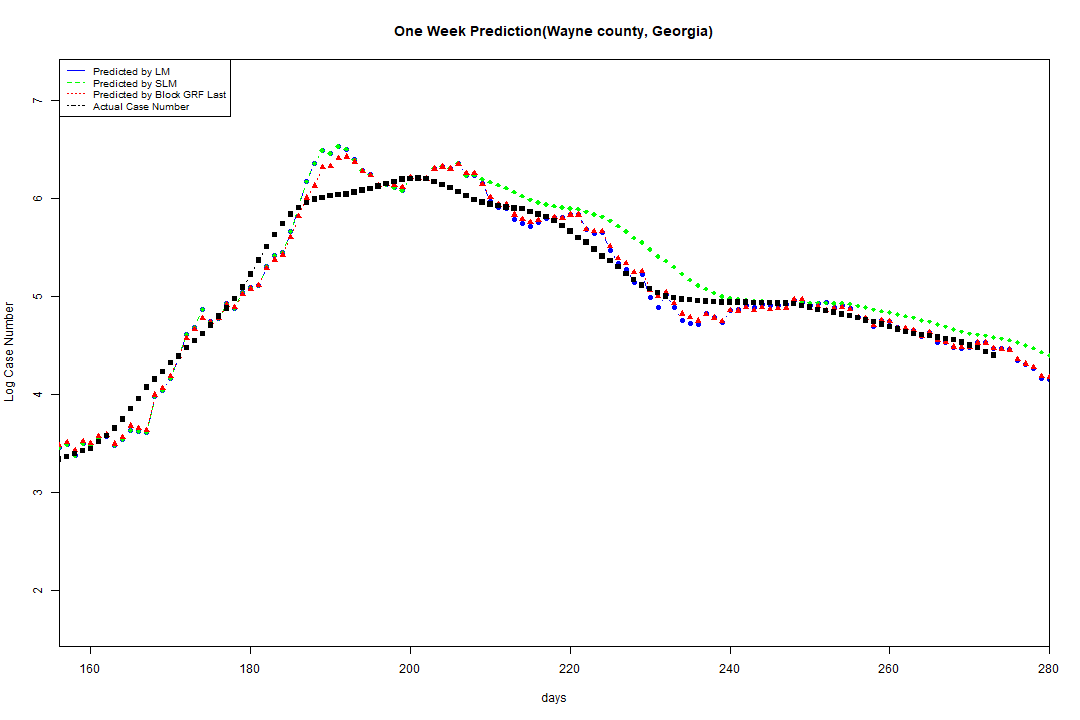 One Week Prediction(Wayne county, Georgia)
Predicted by LM
Predicted by SLM
Predicted by Block GRF Last
Actual Case Number
7
6
5
4
3
2
Log Case Number
160 180 200 220 240 260 280
days